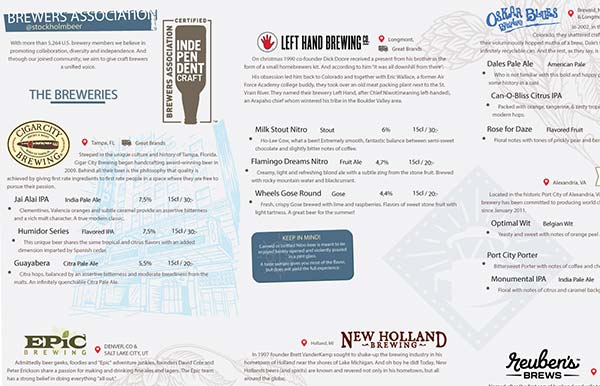 BREWERS ASSOCIATION
@stockholmbeer
With more than 5.264 U.S. brewery members we believe in
promoting collaboration, diversity and independence. And
through our joined community, we aim to give craft beers
a unified voice.
THE BREWERIES
CERTIFIED
INDEPENDENT
CRAFT
BREWERS ASSOCIATION
CIGAR CITY
BREWING
Tampa, FL
Great Brands
Steeped in the unique culture and history of Tampa, Florida.
Cigar City Brewing began handcrafting award-winning beer in
2009. Behind all their beer is the philosophy that quality is
achieved by giving first rate ingredients to first rate people in a space where they are free to
pursue their passion.
Jai Alai IPA India Pale Ale 7,5% 15cl / 30:-
Clementines, Valencia oranges and subtle caramel provide an assertive bitterness
and a rich character. A true modern classic.
Humidor Series Flavored IPA 7,5% 15cl / 30:-
This unique beer shares the some tropical and citrus flavors with an added
dimension imparted by Spanish cedar.
Guayabera Citra Pale Ale 5,5% 15cl / 30:-
Citra hops, balanced by an assertive bitterness and moderate breadiness from the
malts. An infinitely quenchable Citra Pale Ale.
EPIC
BREWING
DENVER, CO &
SALT LAKE CITY, UT
Admittedly beer geeks, foodies and "Epic" adventure junkies, founders David Cole and
Peter Erickson share a passion for making and drinking fine ales and lagers. The Epic team
has a strong belief in doing everything "all out."
LEFT HAND BREWING CO.
Longmont,
Great Brands
On christmas 1990 co-founder Dick Doore received a present from his brother in the
form of a small homebrewers kit. And according to him "it was all downhill from there".
His obsession led him back to Colorado and together with Eric Wallace, a former Air
Force Academy college buddy, they took over an old meat packing plant next to the St.
Vrain River. They named their brewery Left Hand, after Chief Niwot(meaning left handed),
an Arapaho chief whom wintered his tribe in the Boulder Valley area.
Milk Stout Nitro Stout 6% 15cl / 30:-
Ho-Lee Cow, what a beer! Extremely smooth, fantastic balance between semi-sweet
chocolate and slightly bitter notes of coffee.
Flamingo Dreams Nitro Fruit Ale 4,7% 15cl / 30:-
Creamy, light and refreshing blond ale with a subtle zing from the stone fruit. Brewed
with rocky mountain water and blackcurrant.
Wheels Gose Round Gose 4,4% 15cl / 30:-
Fresh, crispy Gose brewed with lime and raspberries. Flavors of sweet stone fruit with
light tartness. A great beer for the summer!
KEEP IN MIND!
Canned or bottled Nitro beer is meant to be
enjoyed freshly opened and violently poured
in a pint glass.
A taste sample gives you most of the flavor,
but does not yield the full experience.
Holland, MI
NEW HOLLAND
BREWING
In 1997 founder Brett VanderKamp sought to shake-up the brewing industry in his
hometown of Holland near the shores of Lake Michigan. And oh boy he did! Today, New
Hollands beers (and spirits) are known and revered not only in his hometown, but all
around the globe.
OSKAR BLUES
BREWERY
& Longmont
In 2002, in th
Colorado, they shattered craft
their voluminously hopped mutha of a brew, Dale's
infinitely recyclable can. And the rest, as they
Dales Pale Ale American Pale
Who is not familiar with this bold and hoppy
some history in a care.
Can-O-Bliss Citrus IPA
Packed with orange, tangerine, & zesty tropic
modern hops.
Rose for Daze Flavored Fruit
Floral notes with tones of prickly pear and
Alexandria, VA
Located in the historic Port City of Alexandria, V
brewery has been committed to producing world cl
since January 2011.
Optimal Wit Belgian Wit
Yeasty and sweet with notes of orange peel
Port City Porter
Bittersweet Porter with notes of coffee and ch
Monumental IPA India Pale Ale
Floral with notes of citrus and caramel backg
Reuben's
BREWS